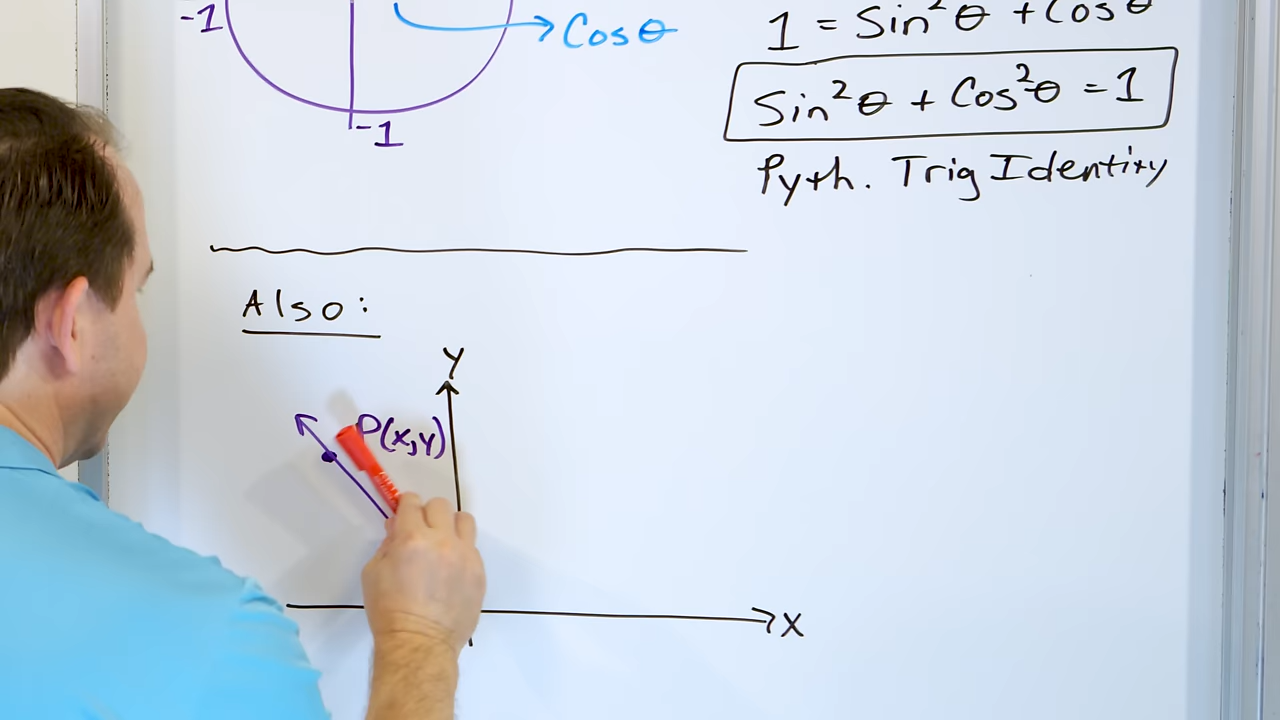 -1
Cos θ
-1
1 = Sin²θ + Cos²θ
Sin²θ + Cos²θ = 1
Pyth. Trig Identity
Also:
Y
P(x,y)
X